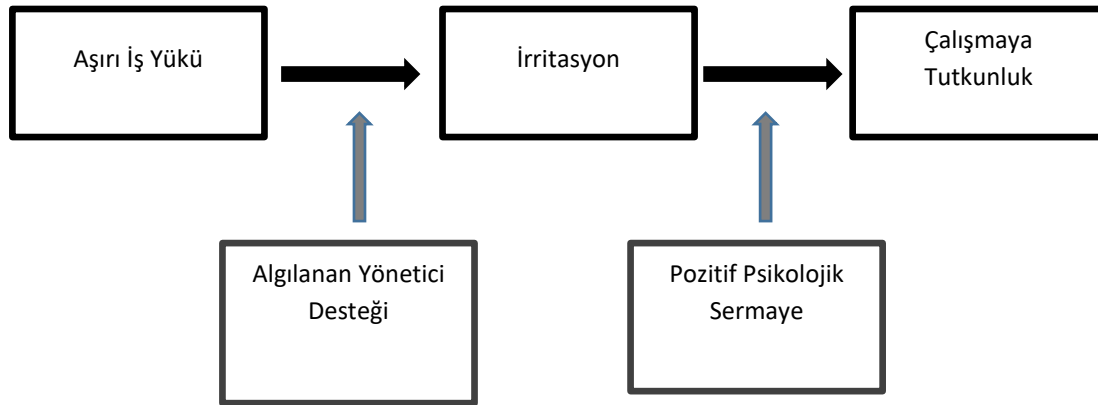 Aşırı İş Yükü
İrritasyon
Çalışmaya
Tutkunluk
Algılanan Yönetici
Desteği
Pozitif Psikolojik
Sermaye